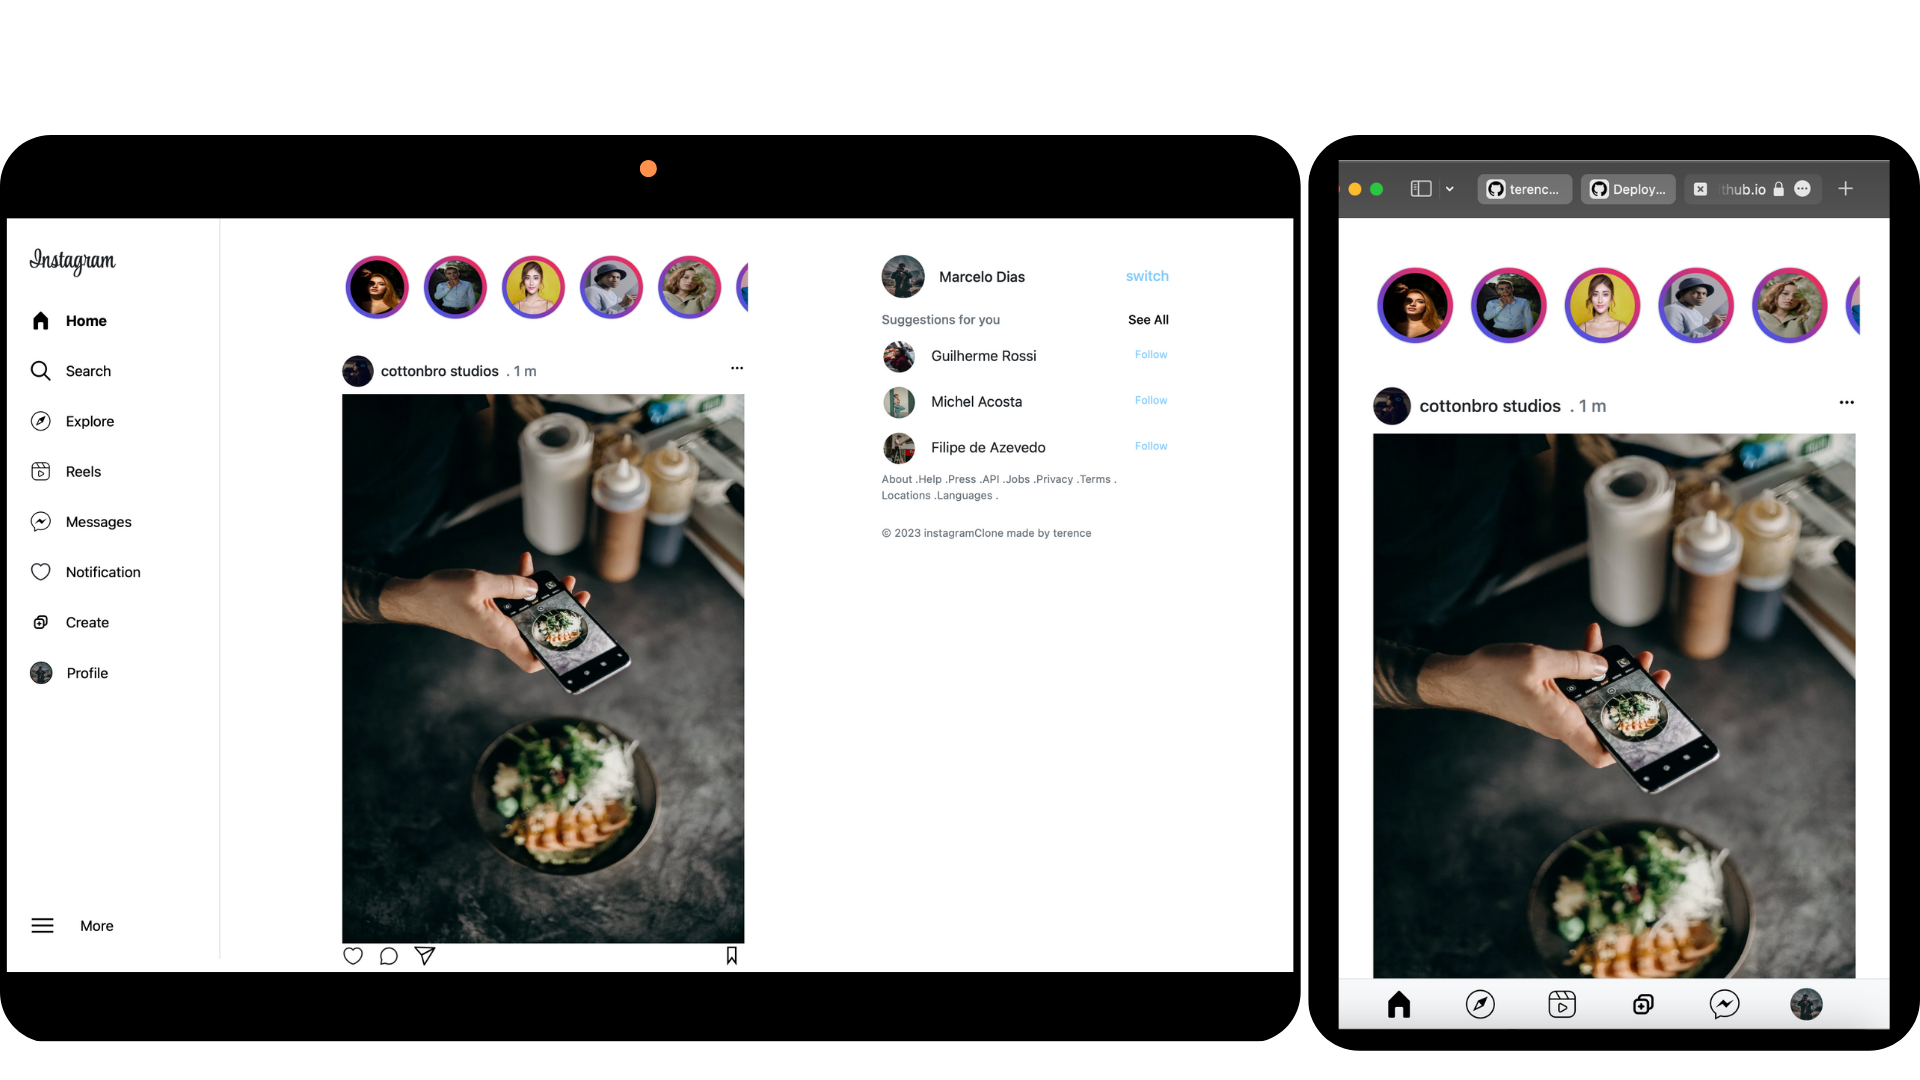 Instagram
Home
Search
Explore
Reels
Messages
Notification
Create
Profile
More
cottonbro studios . 1 m
Marcelo Dias switch
Suggestions for you See All
Guilherme Rossi Follow
Michel Acosta Follow
Filipe de Azevedo Follow
About .Help .Press .API .Jobs .Privacy .Terms .
Locations .Languages .
© 2023 instagramClone made by terence
terenc... Deploy... thub.io
cottonbro studios . 1 m